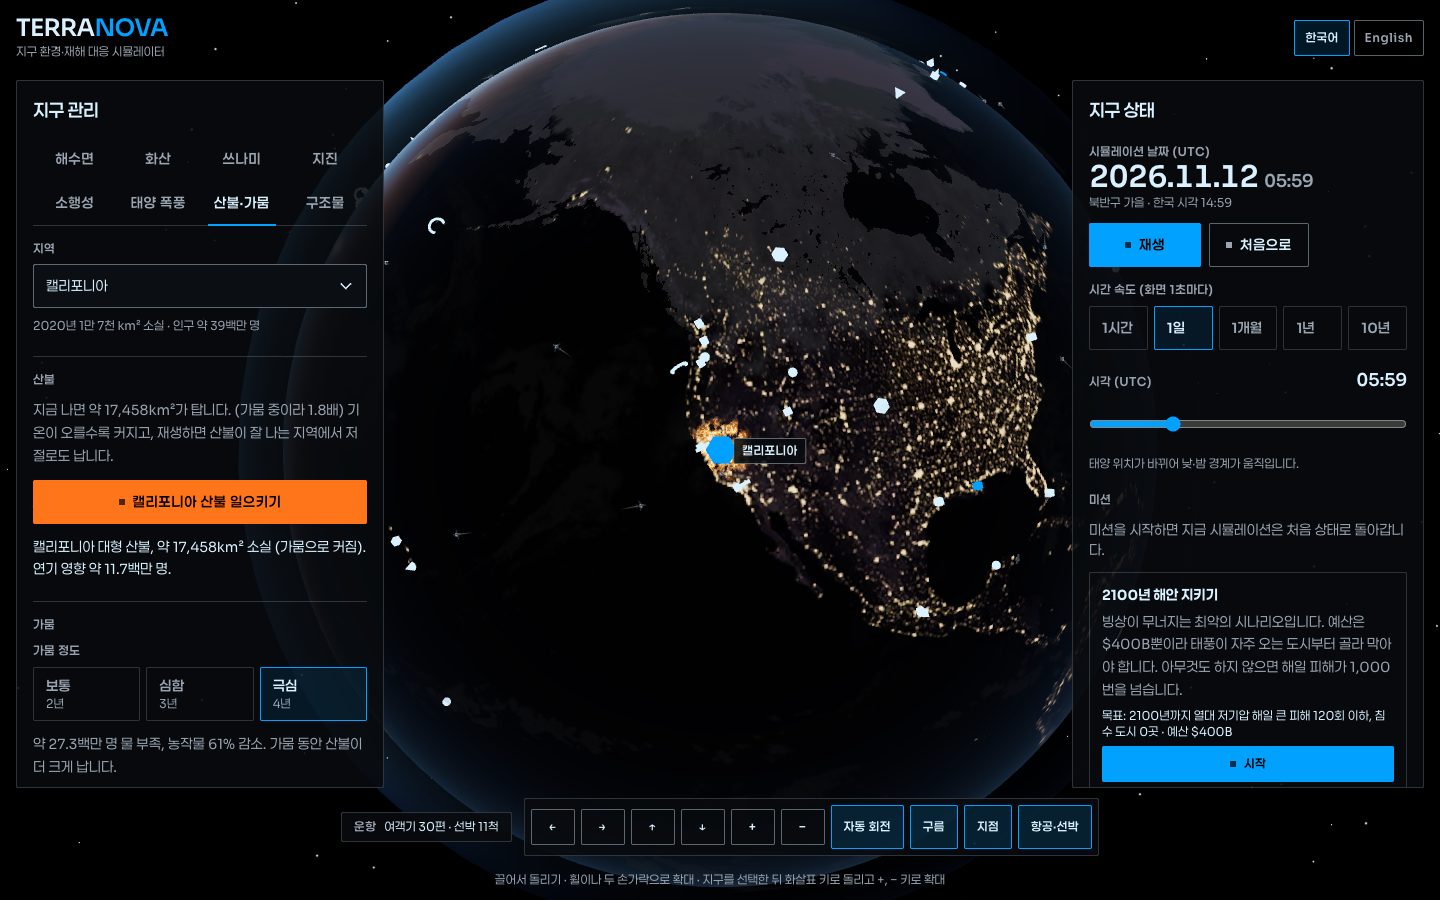 TERRANOVA
지구 환경·재해 대응 시뮬레이터
한국어
English
지구 관리
해수면
화산
쓰나미
지진
소행성
태양 폭풍
산불·가뭄
구조물
지역
캘리포니아
2020년 1만 7천 km² 소실 · 인구 약 39백만 명
산불
지금 나면 약 17,458km²가 탑니다. (가뭄 중이라 1.8배) 기
온이 오를수록 커지고, 재생하면 산불이 잘 나는 지역에서 저
절로도 납니다.
캘리포니아 산불 일으키기
캘리포니아 대형 산불, 약 17,458km² 소실 (가뭄으로 커짐).
연기 영향 약 11.7백만 명.
가뭄
가뭄 정도
보통
2년
심함
3년
극심
4년
약 27.3백만 명 물 부족, 농작물 61% 감소. 가뭄 동안 산불이
더 크게 납니다.
캘리포니아
지구 상태
시뮬레이션 날짜 (UTC)
2026.11.12 05:59
북반구 가을 · 한국 시각 14:59
재생
처음으로
시간 속도 (화면 1초마다)
1시간
1일
1개월
1년
10년
시각 (UTC)
05:59
태양 위치가 바뀌어 낮·밤 경계가 움직입니다.
미션
미션을 시작하면 지금 시뮬레이션은 처음 상태로 돌아갑니
다.
2100년 해안 지키기
빙상이 무너지는 최악의 시나리오입니다. 예산은
$400B뿐이라 태풍이 자주 오는 도시부터 골라 막아
야 합니다. 아무것도 하지 않으면 해일 피해가 1,000
번을 넘습니다.
목표: 2100년까지 열대 저기압 해일 큰 피해 120회 이하, 침
수 도시 0곳 · 예산 $400B
시작
운항 여객기 30편 · 선박 11척
← → ↑ ↓ + −
자동 회전
구름
지점
항공·선박
끌어서 돌리기 · 휠이나 두 손가락으로 확대 · 지구를 선택한 뒤 화살표 키로 돌리고 +, − 키로 확대